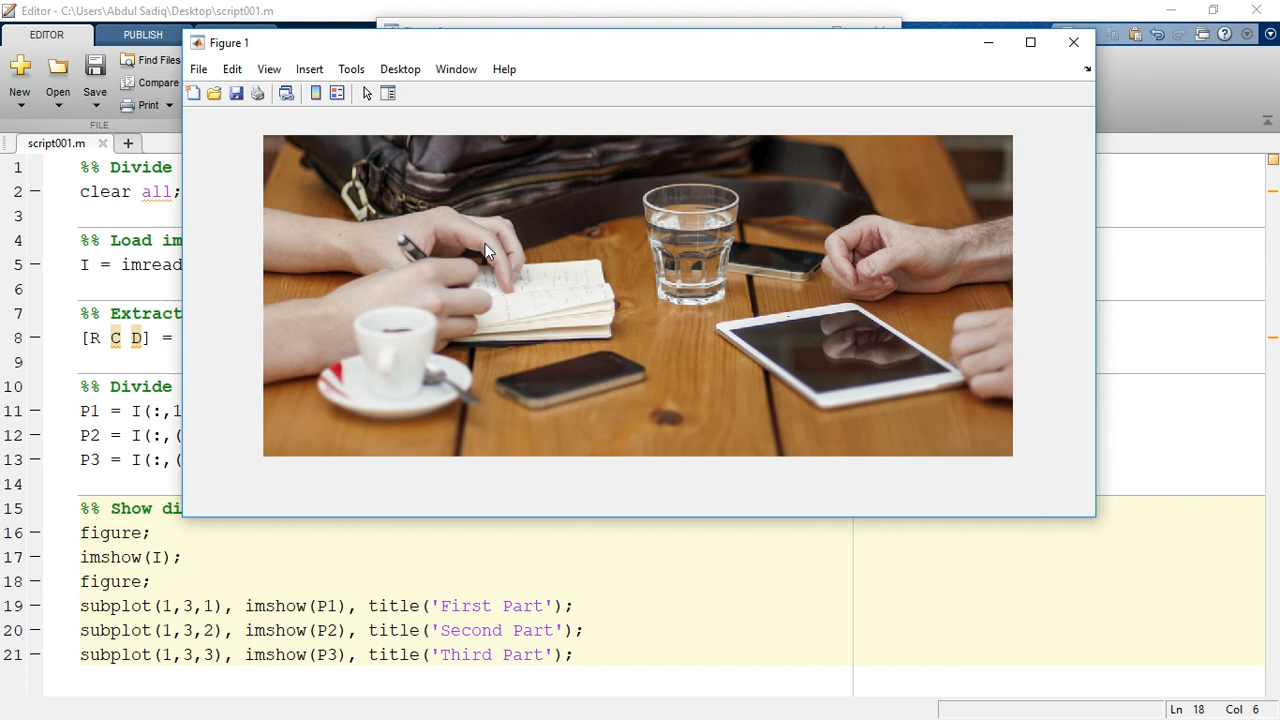 Editor - C:\Users\Abdul Sadiq\Desktop\script001.m
EDITOR
PUBLISH
New
Open
Save
Find Files
Compare
Print
FILE
script001.m
Figure 1
File Edit View Insert Tools Desktop Window Help
1 %% Divide
2 clear all;
3
4 %% Load im
5 I = imread
6
7 %% Extract
8 [R C D] =
9
10 %% Divide
11 P1 = I(:,1
12 P2 = I(:,(
13 P3 = I(:,(
14
15 %% Show di
16 figure;
17 imshow(I);
18 figure;
19 subplot(1,3,1), imshow(P1), title('First Part');
20 subplot(1,3,2), imshow(P2), title('Second Part');
21 subplot(1,3,3), imshow(P3), title('Third Part');
Ln 18 Col 6